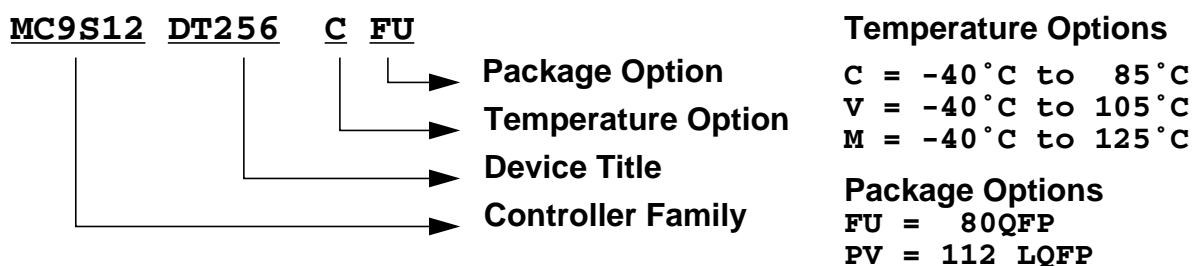 MC9S12 DT256 C FU
Package Option
Temperature Option
Device Title
Controller Family
Temperature Options
C = -40˚C to 85˚C
V = -40˚C to 105˚C
M = -40˚C to 125˚C
Package Options
FU = 80QFP
PV = 112 LQFP